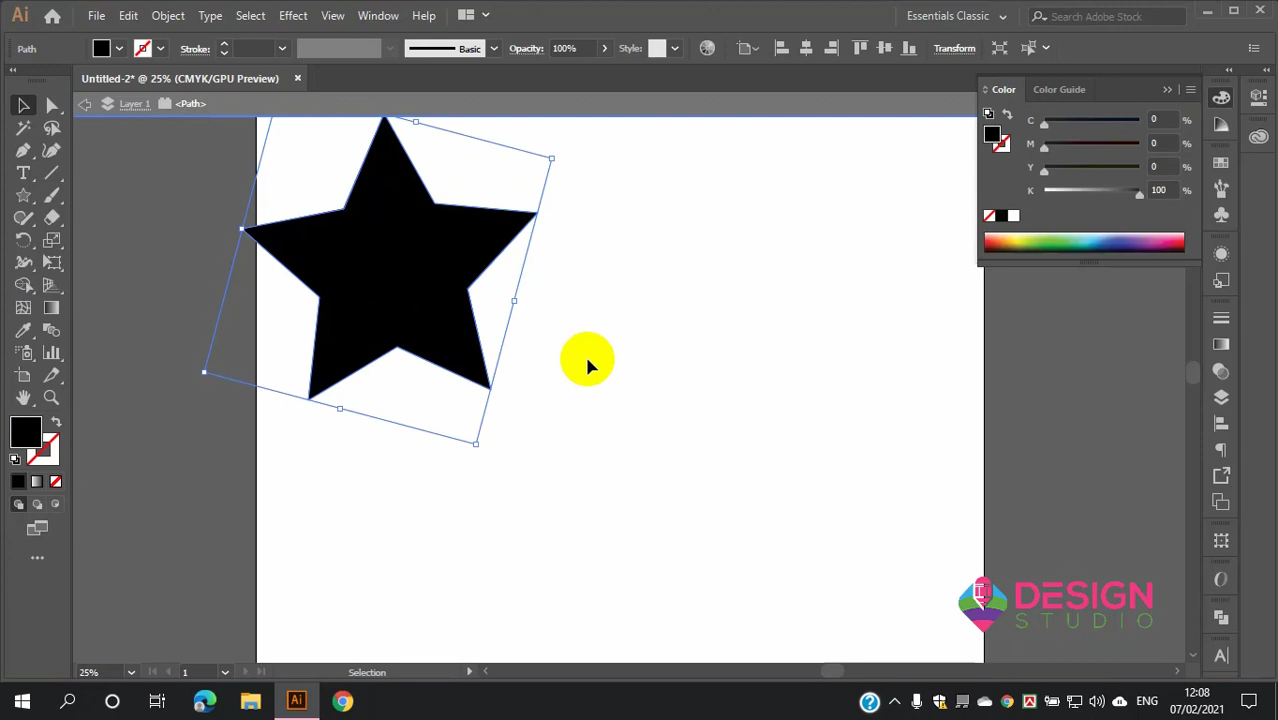 Ai File Edit Object Type Select Effect View Window Help Essentials Classic Search Adobe Stock
Path Stroke: Basic Opacity: 100% Style: Transform
Untitled-2* @ 25% (CMYK/GPU Preview)
Layer 1 <Path>
Color Color Guide
C 0 %
M 0 %
Y 0 %
K 100 %
DESIGN
STUDIO
25% 1 Selection
Ai ENG 12:08
07/02/2021